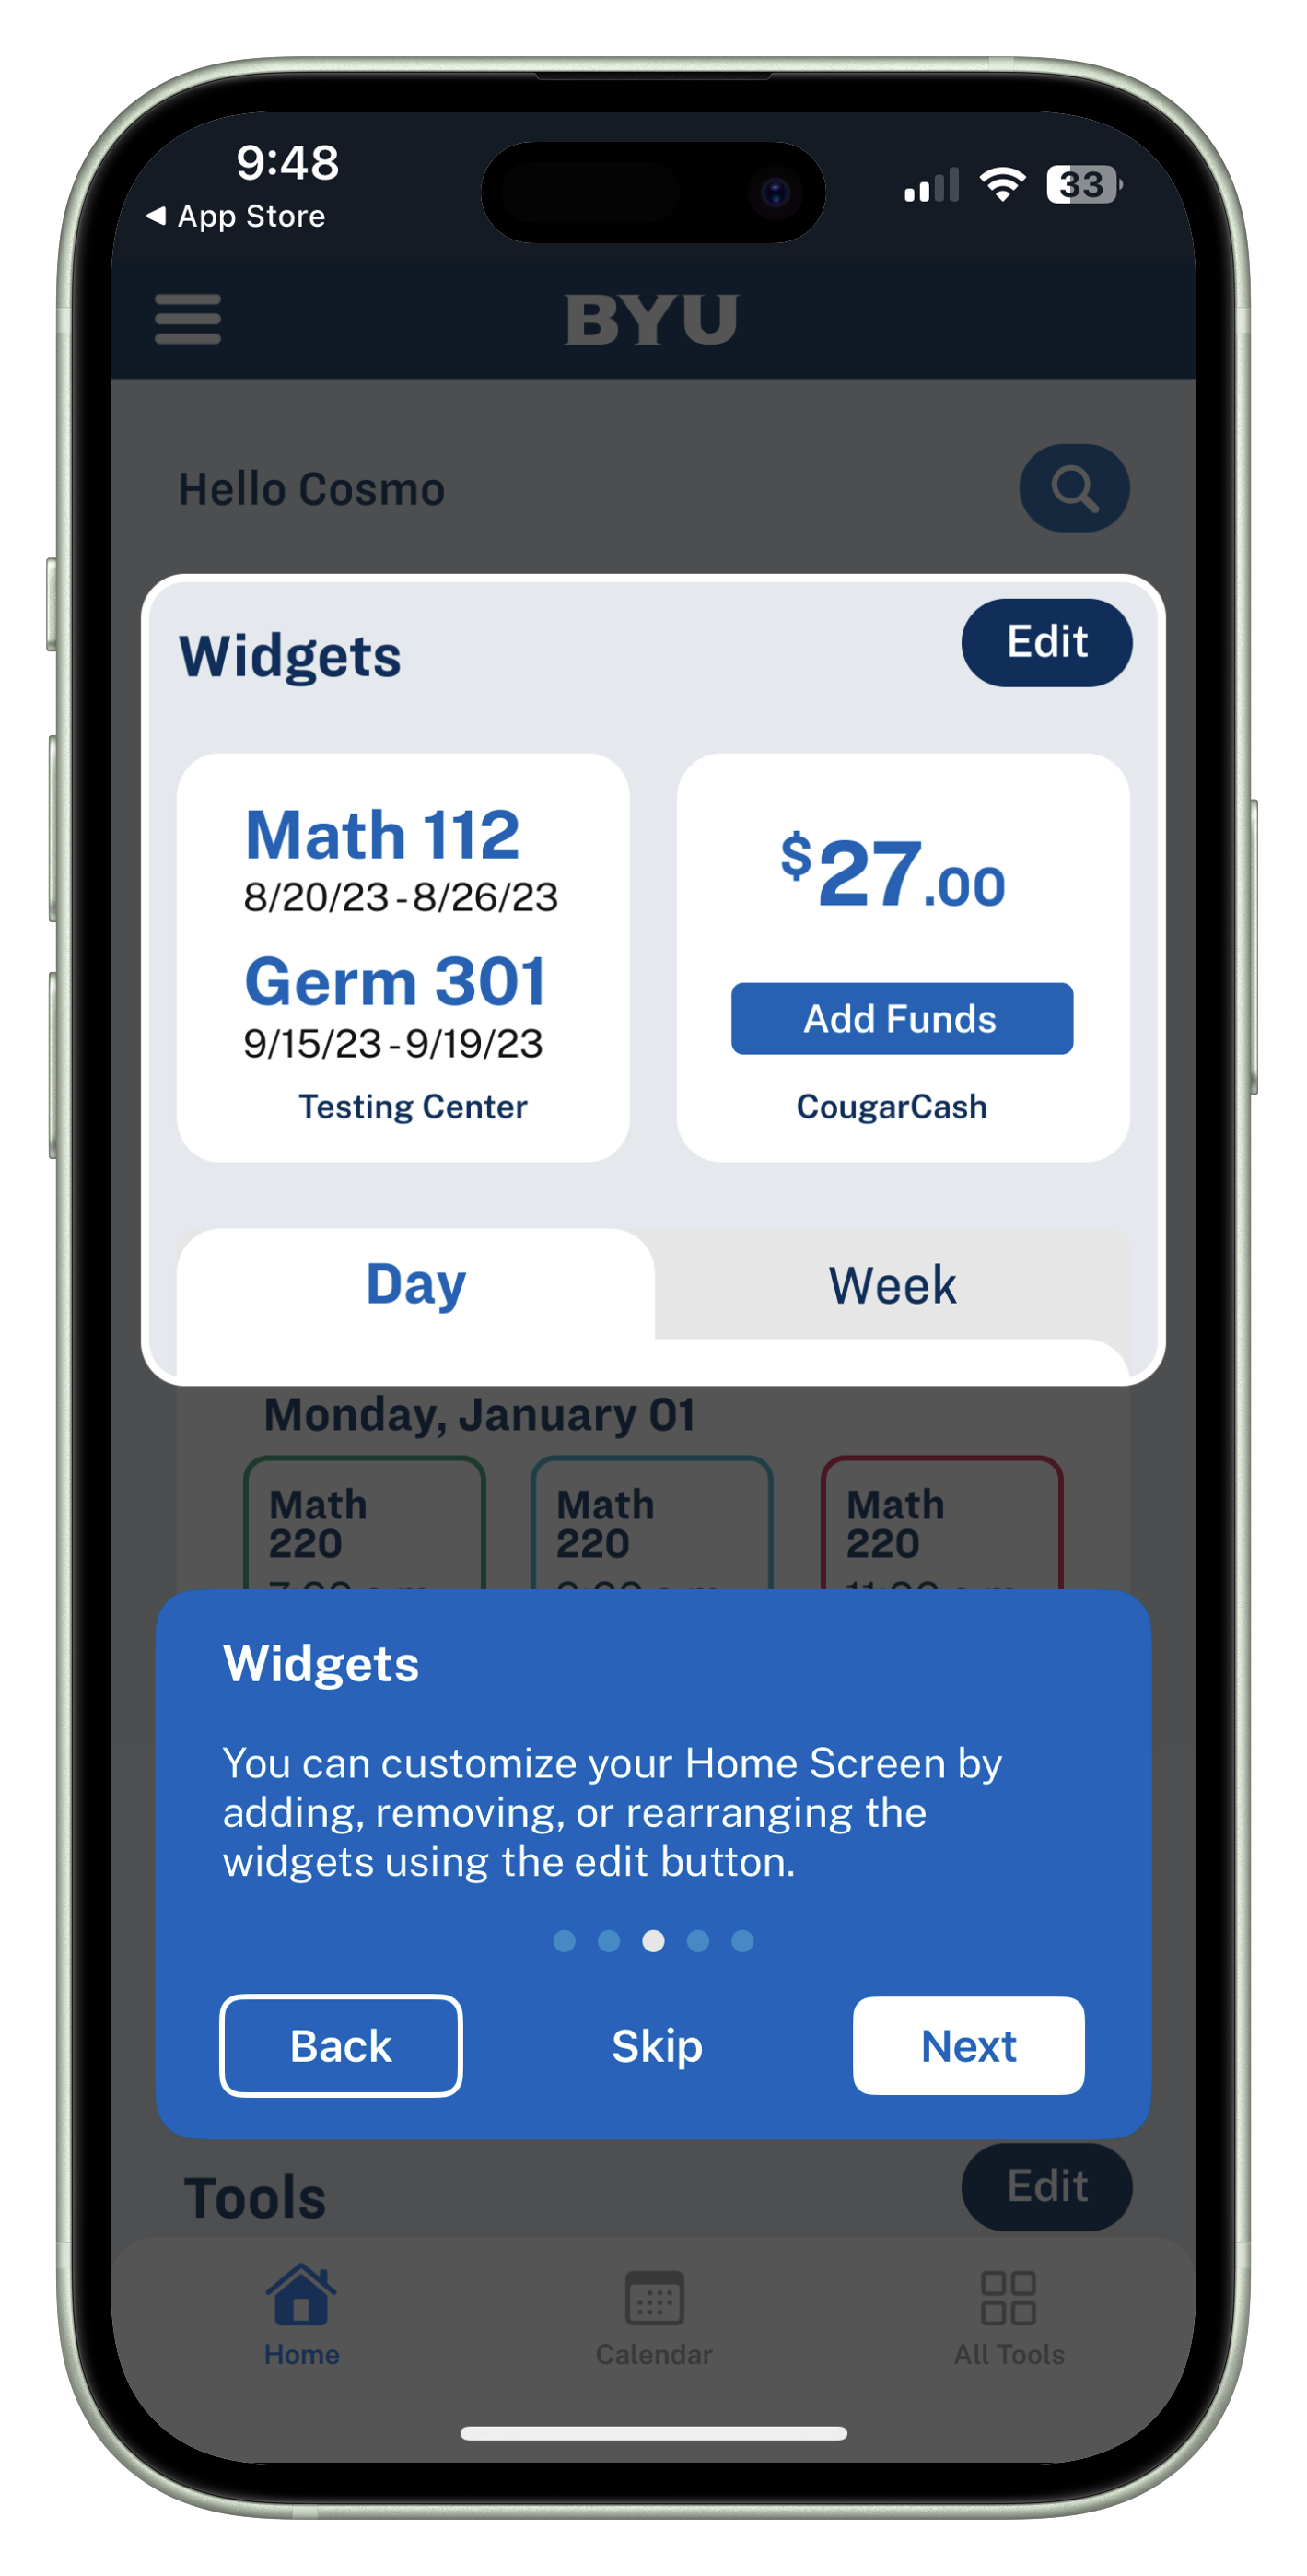 9:48
33
◀ App Store
BYU
Hello Cosmo
Widgets
Edit
Math 112
8/20/23 - 8/26/23
Germ 301
9/15/23 - 9/19/23
Testing Center
$27.00
Add Funds
CougarCash
Day
Week
Monday, January 01
Math
220
Math
220
Math
220
Widgets
You can customize your Home Screen by
adding, removing, or rearranging the
widgets using the edit button.
Back
Skip
Next
Tools
Edit
Home
Calendar
All Tools